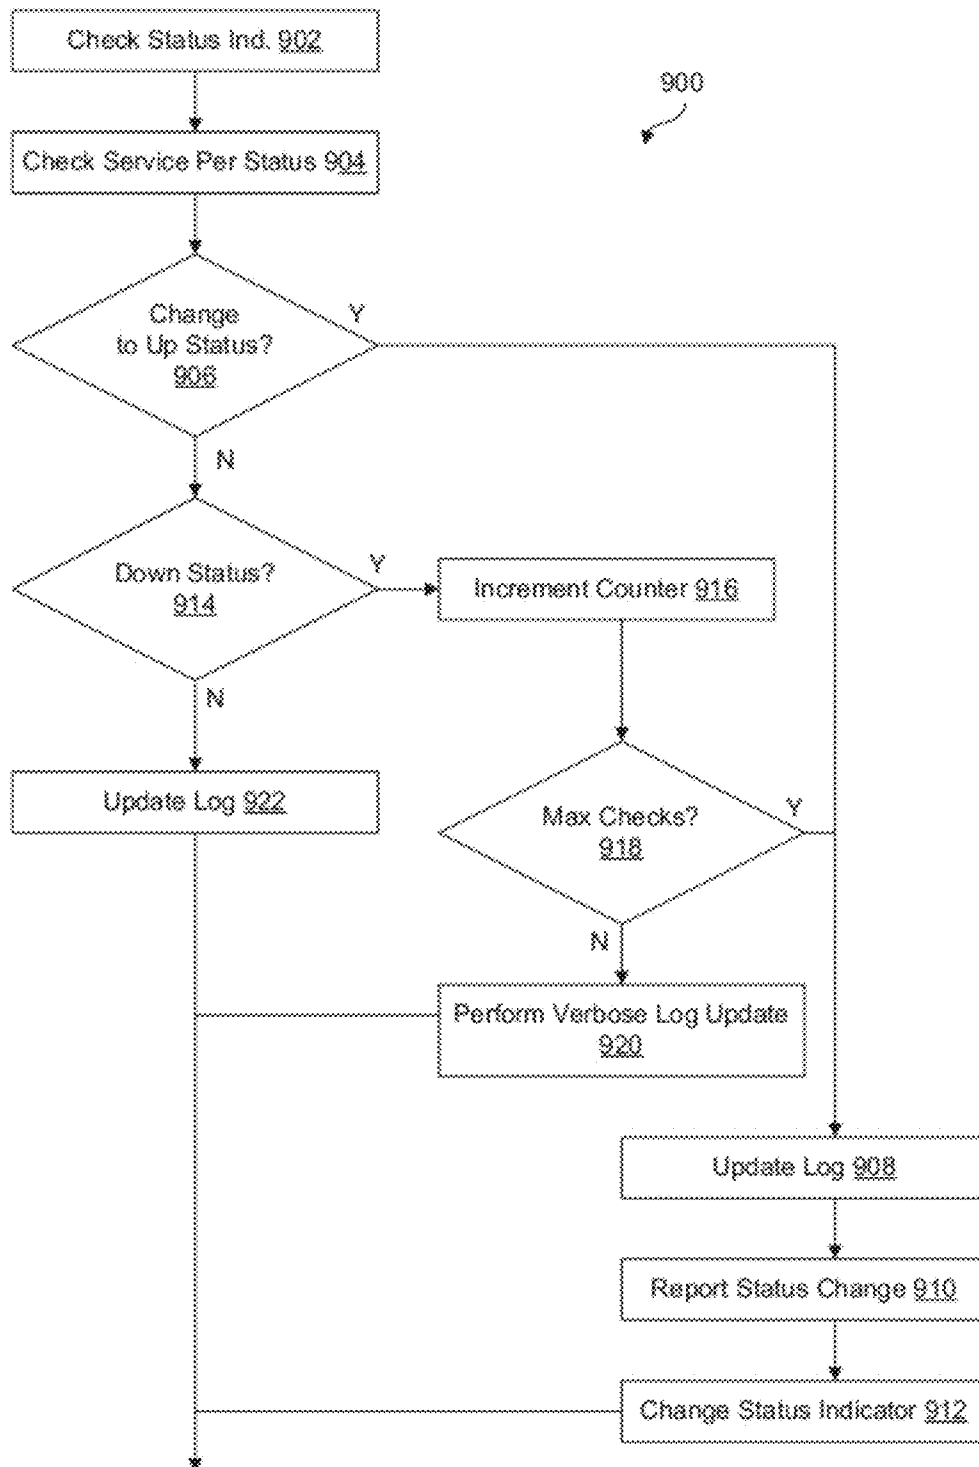 Check Status Ind. 902
900
Check Service Per Status 904
Change
to Up Status?
906
Y
N
Down Status?
914
Y
Increment Counter 916
N
Update Log 922
Max Checks?
918
Y
N
Perform Verbose Log Update
920
Update Log 908
Report Status Change 910
Change Status Indicator 912